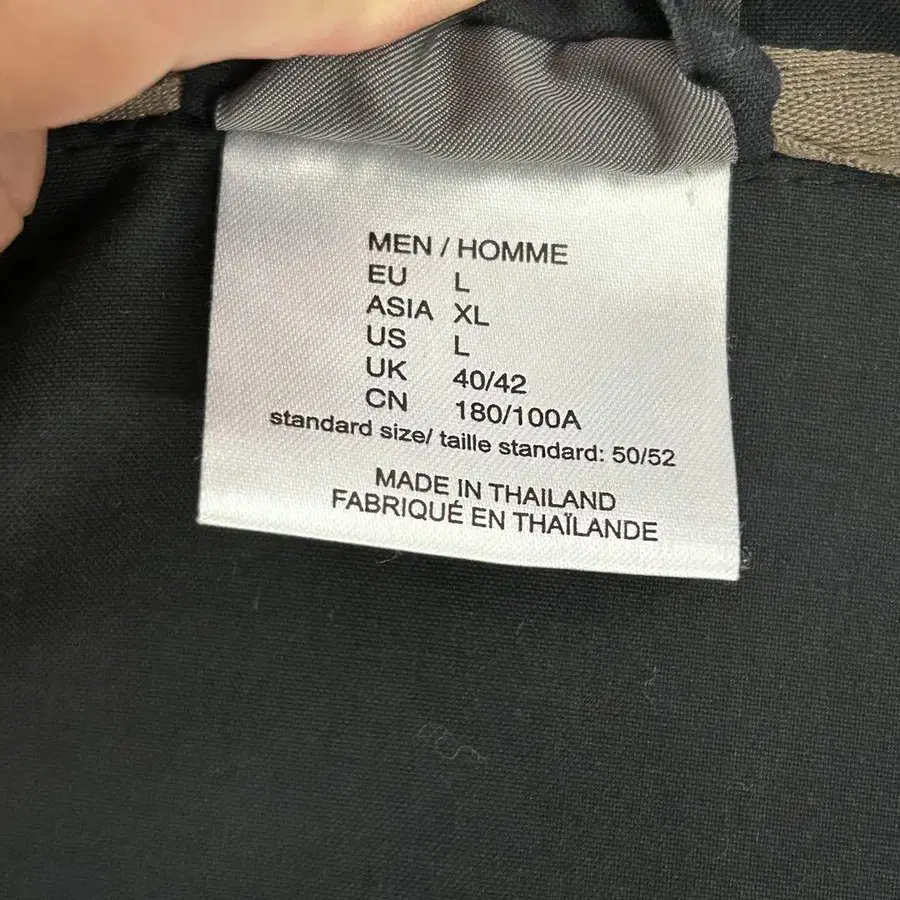 MEN / HOMME
EU L
ASIA XL
US L
UK 40/42
CN 180/100A
standard size/ taille standard: 50/52
MADE IN THAILAND
FABRIQUÉ EN THAÏLANDE